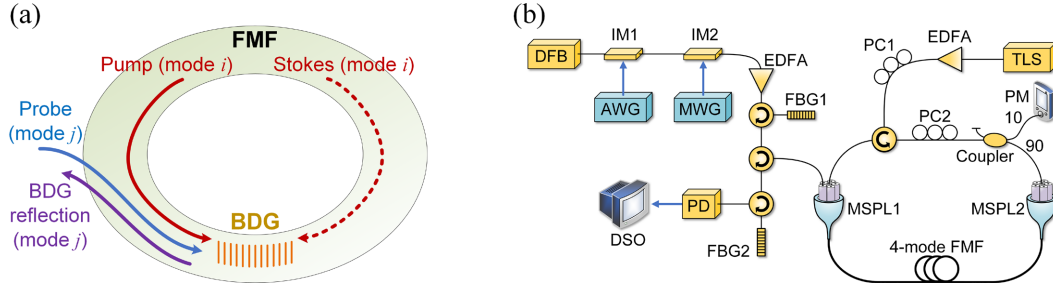 (a)
FMF
Pump (mode i)
Stokes (mode i)
Probe
(mode j)
BDG
reflection
(mode j)
BDG
(b)
DFB
IM1
IM2
EDFA
AWG
MWG
FBG1
PC1
EDFA
TLS
PM
PC2
10
90
Coupler
MSPL1
MSPL2
DSO
PD
FBG2
4-mode FMF